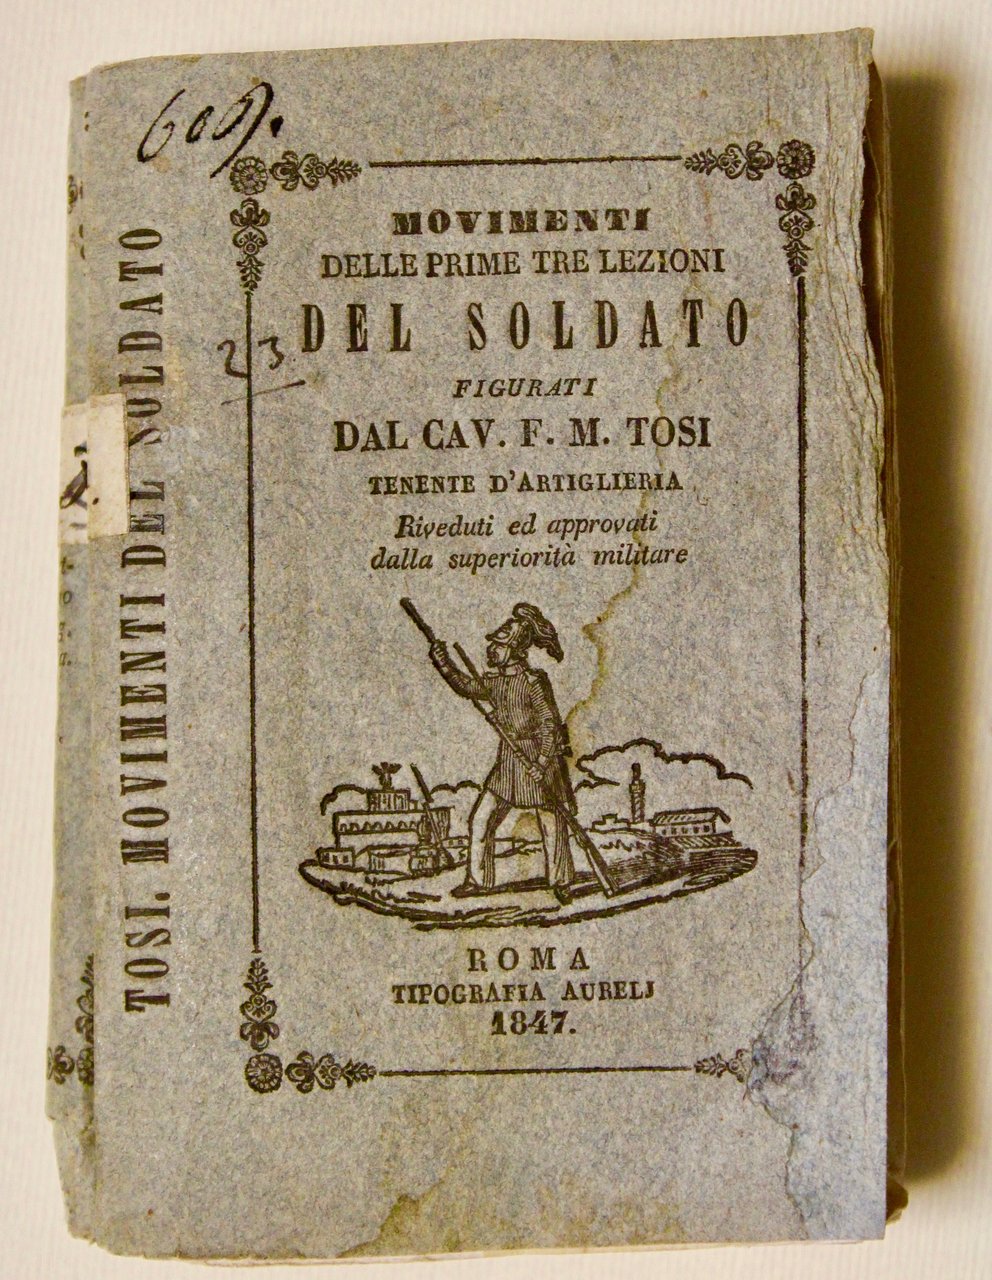 609.
MOVIMENTI
DELLE PRIME TRE LEZIONI
DEL SOLDATO
23
FIGURATI
DAL CAV. F. M. TOSI
TENENTE D'ARTIGLIERIA
Riveduti ed approvati
dalla superiorità militare
ROMA
TIPOGRAFIA AURELJ
1847.
TOSI. MOVIMENTI DEL SOLDATO